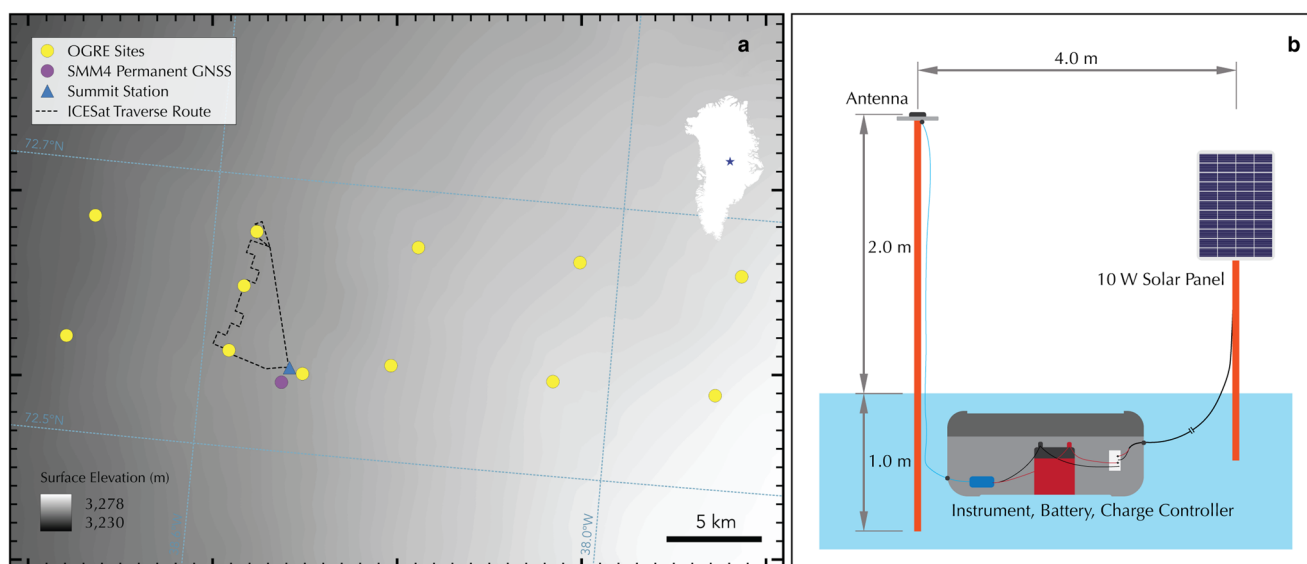 a
OGRE Sites
SMM4 Permanent GNSS
Summit Station
ICESat Traverse Route
72.7°N
72.5°N
38.0°W
Surface Elevation (m)
3,278
3,230
5 km
b
4.0 m
Antenna
2.0 m
10 W Solar Panel
1.0 m
Instrument, Battery, Charge Controller